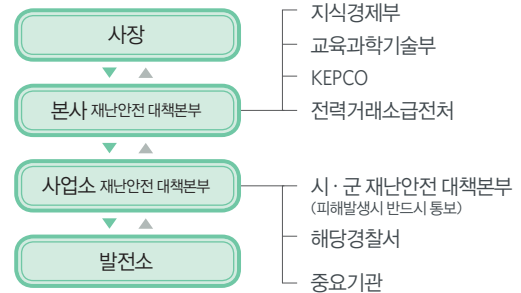 사장
지식경제부
교육과학기술부
KEPCO
본사 재난안전 대책본부
전력거래소급전처
사업소 재난안전 대책본부
시 · 군 재난안전 대책본부
(피해발생시 반드시 통보)
해당경찰서
발전소
중요기관